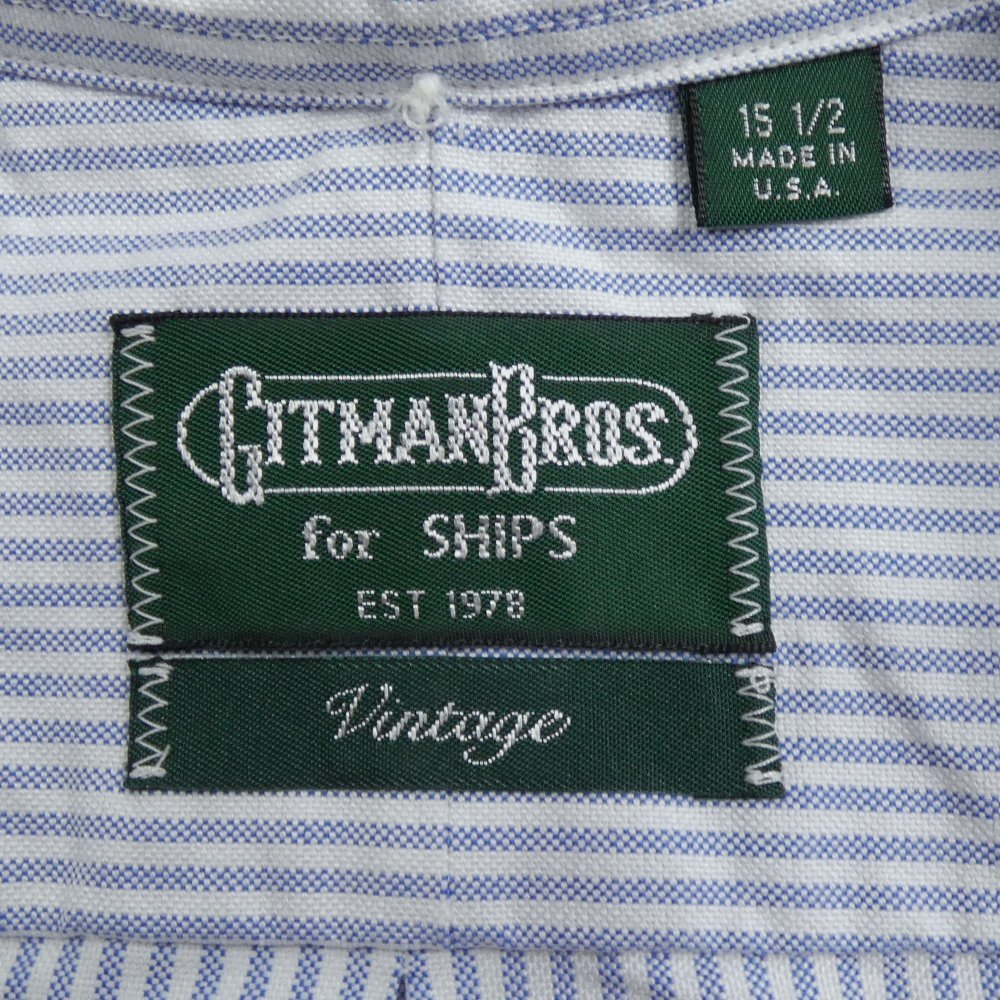 15 1/2
MADE IN
U.S.A.
GITMAN BROS.
for SHIPS
EST 1978
Vintage